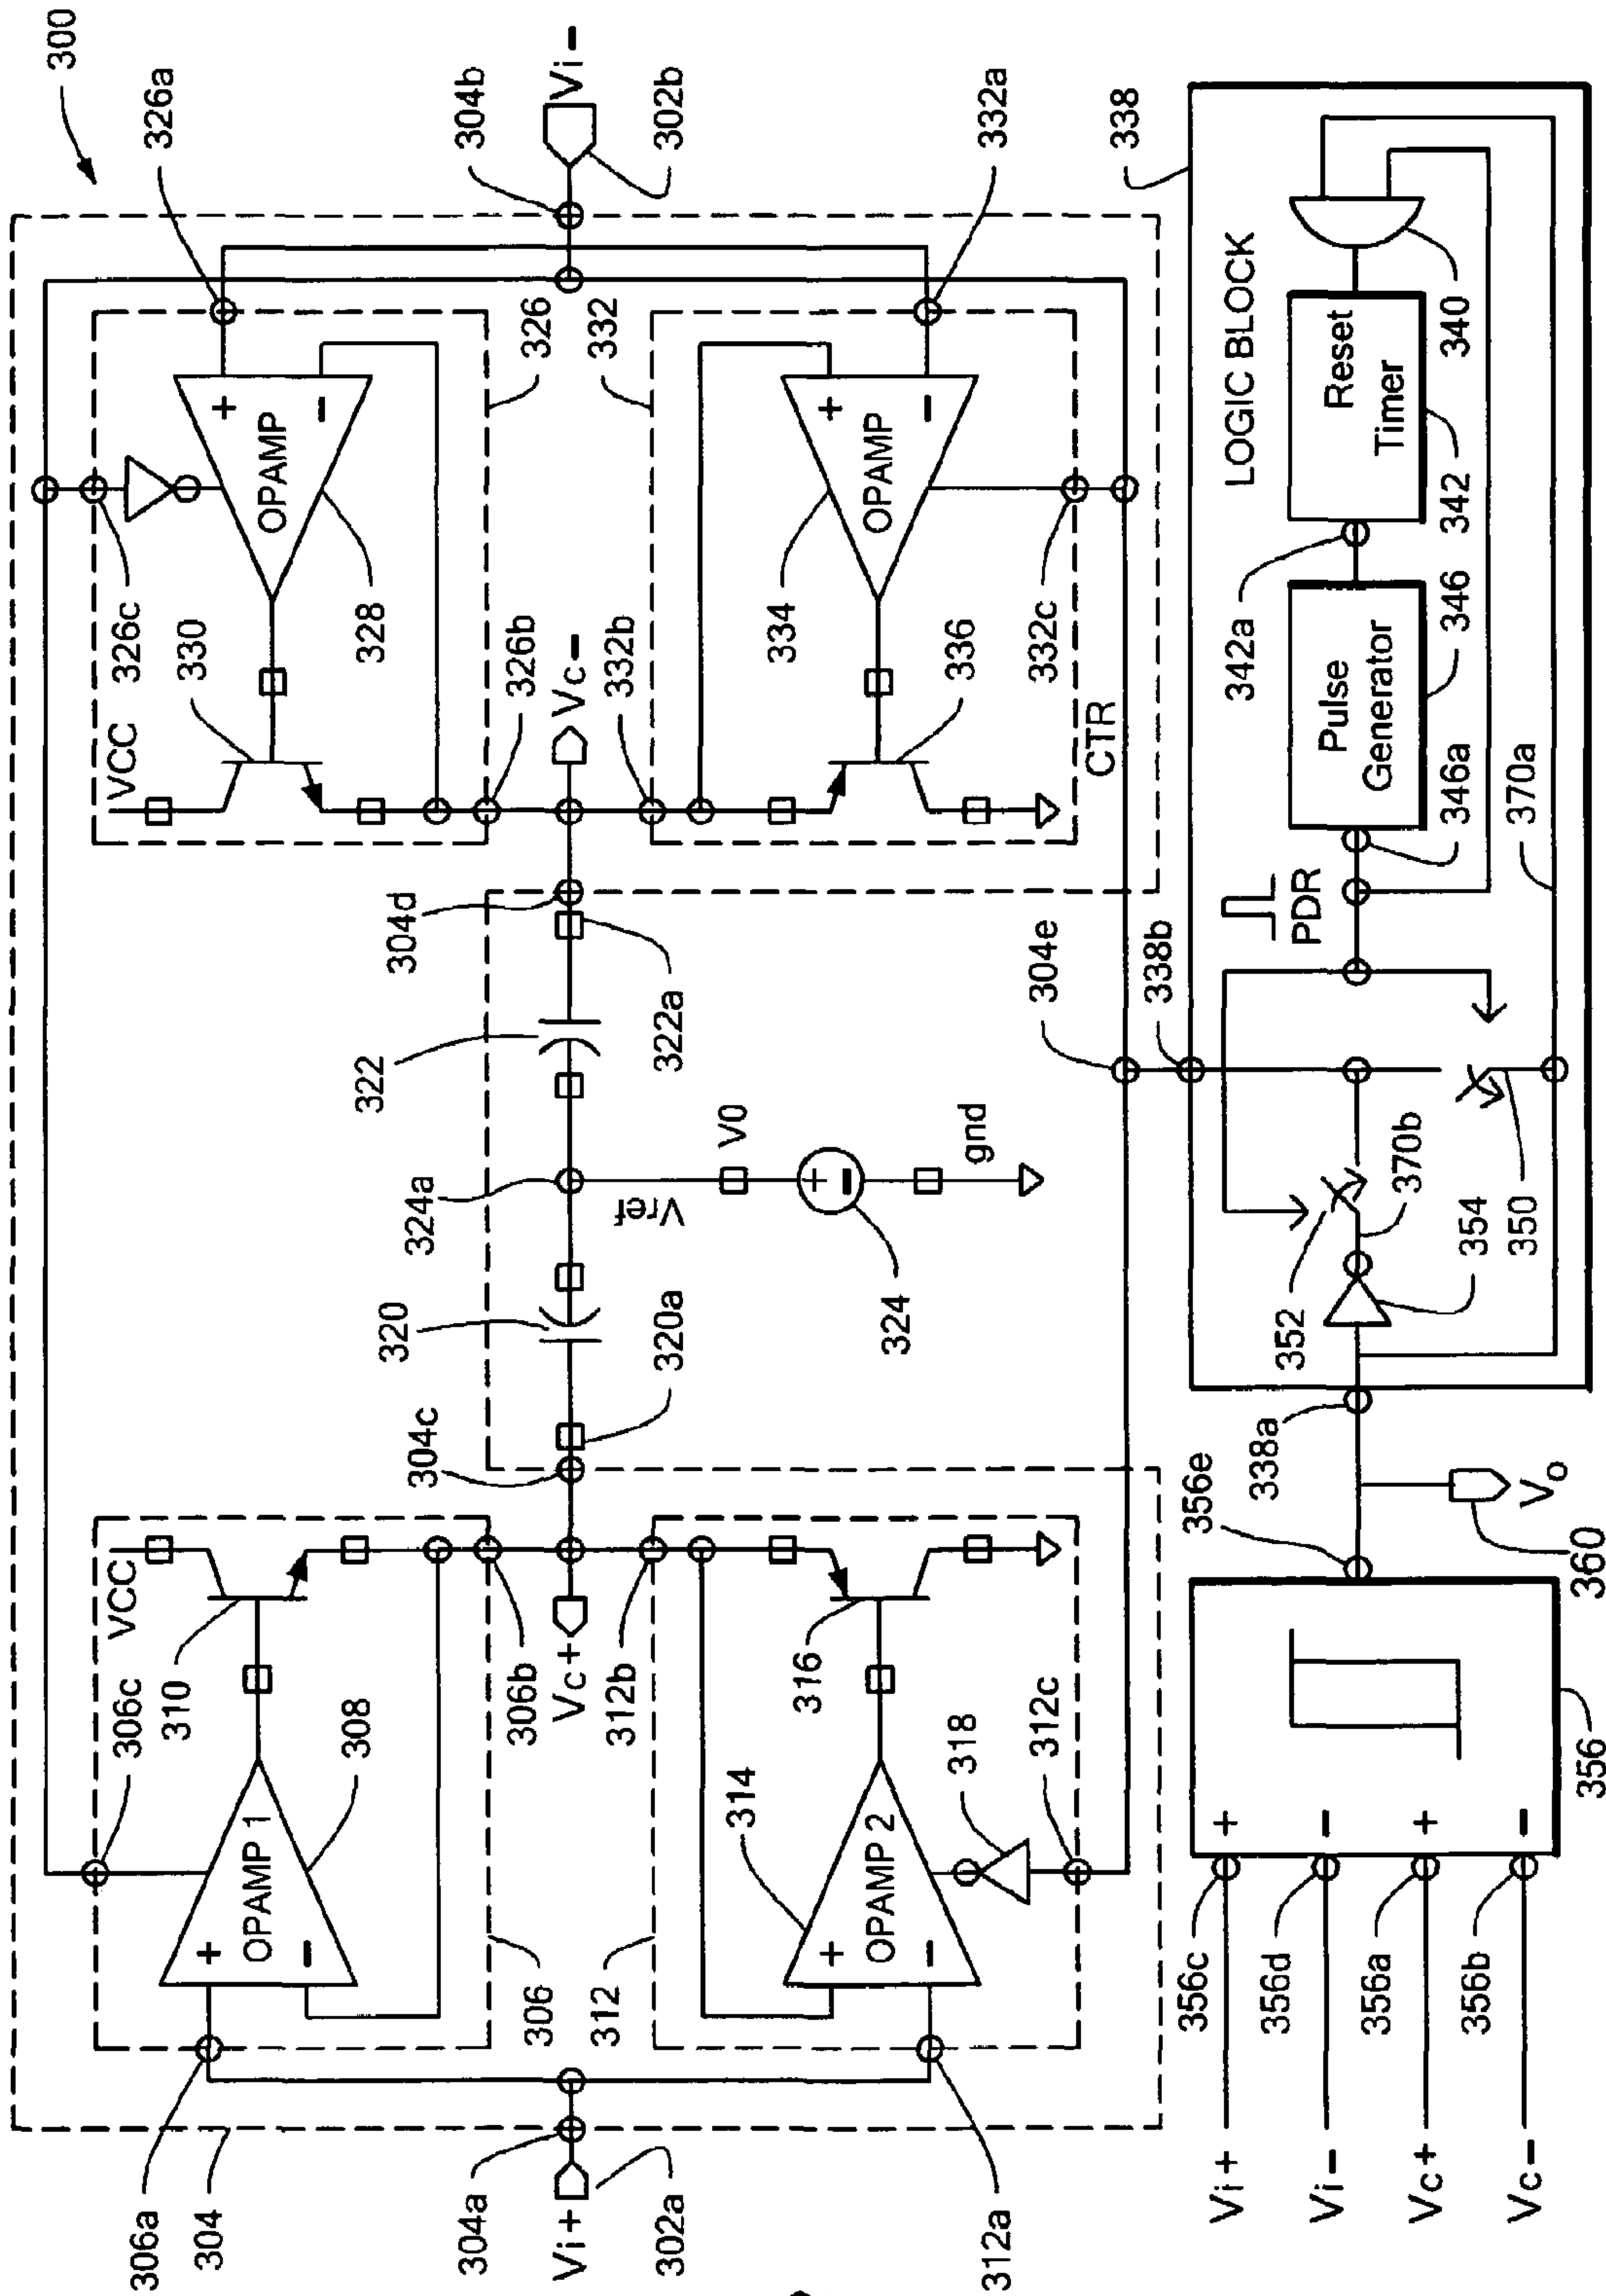 300
Vi-
304b
302b
326a
332a
338
VCC
330
326c
328
OPAMP
+
-
326
332
326b
Vc-
332b
334
OPAMP
+
-
336
332c
CTR
304d
322
322a
304e
338b
324a
Vref
V0
324
gnd
320
320a
304c
VCC
310
306c
308
OPAMP 1
+
-
306
306b
Vc+
312b
316
314
OPAMP 2
+
-
318
312c
312
306a
304
304a
Vi+
302a
312a
LOGIC BLOCK
Reset
Timer
340
342
342a
Pulse
Generator
346
346a
PDR
370a
370b
352
354
350
338a
356e
Vo
360
356
+
-
+
-
356c
356d
356a
356b
Vi+
Vi-
Vc+
Vc-
+
-